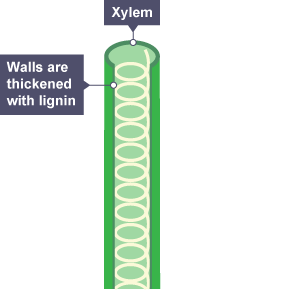 Xylem
Walls are
thickened
with lignin